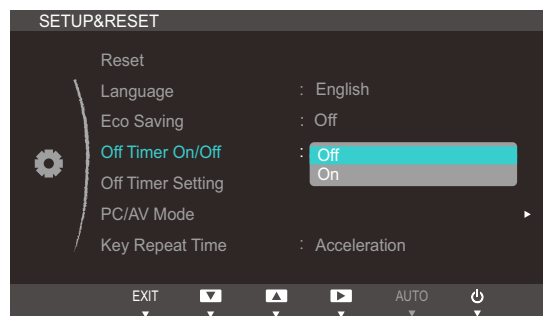 SETUP&RESET
Reset
Language : English
Eco Saving : Off
Off Timer On/Off : Off
On
Off Timer Setting
PC/AV Mode
Key Repeat Time : Acceleration
EXIT AUTO